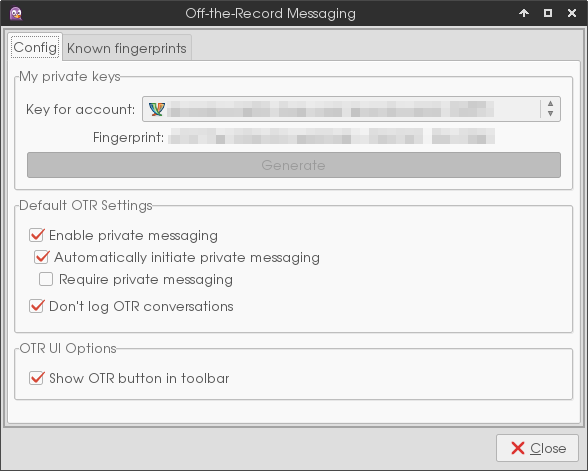 Off-the-Record Messaging
Config
Known fingerprints
My private keys
Key for account:
Fingerprint:
Generate
Default OTR Settings
Enable private messaging
Automatically initiate private messaging
Require private messaging
Don't log OTR conversations
OTR UI Options
Show OTR button in toolbar
Close